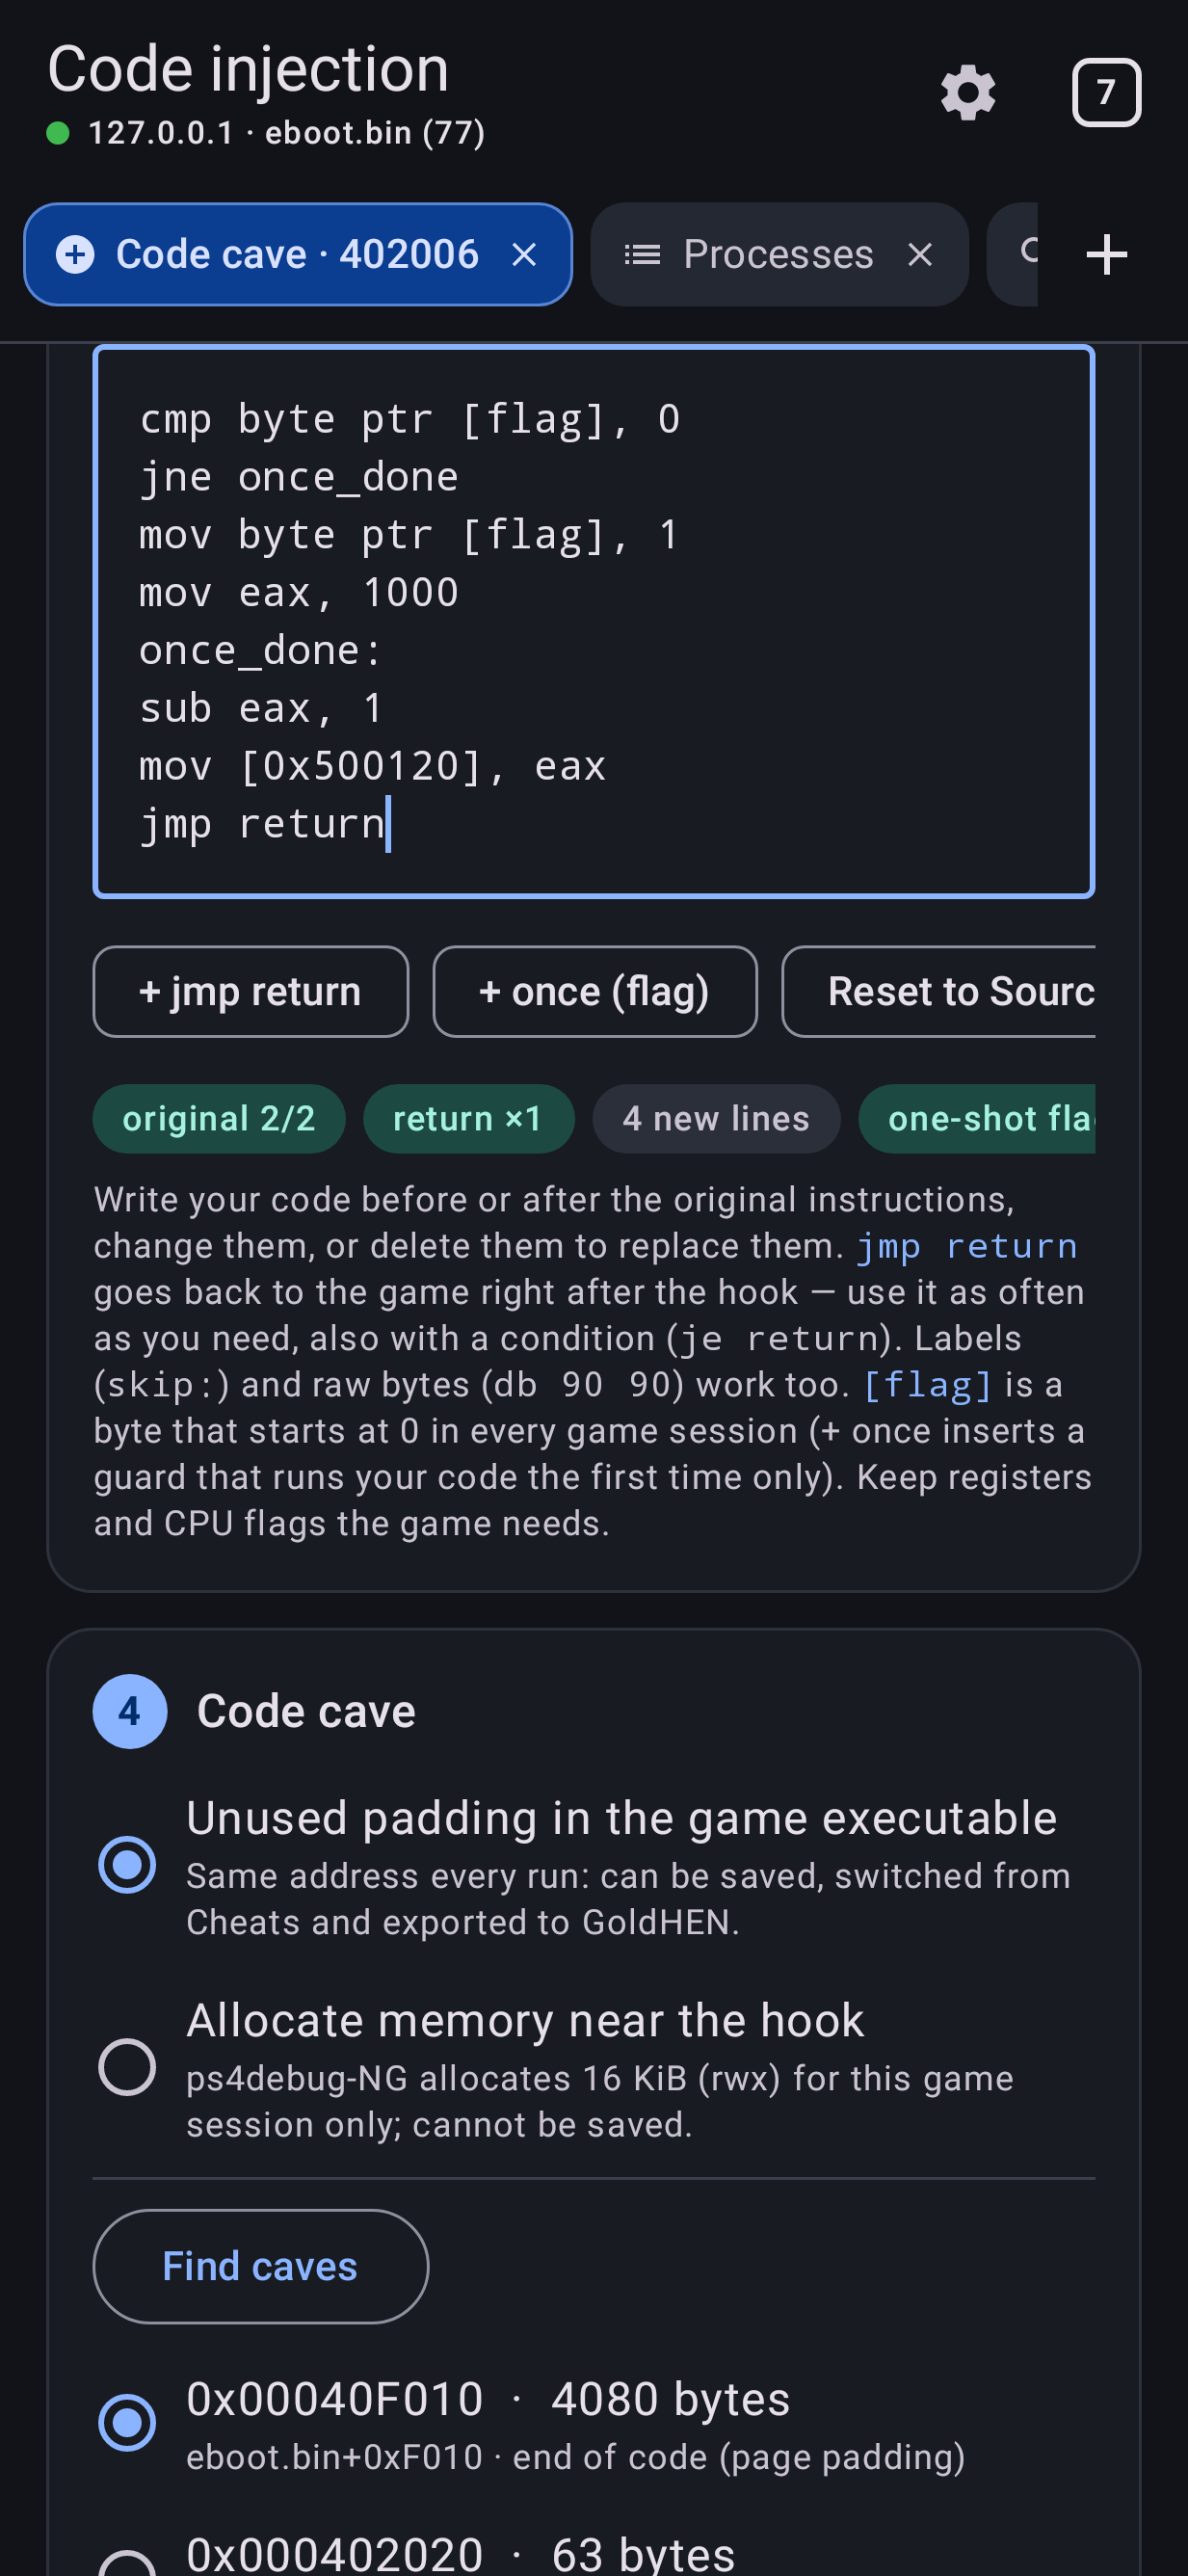 Code injection
127.0.0.1 · eboot.bin (77)
7
Code cave · 402006
Processes
cmp byte ptr [flag], 0
jne once_done
mov byte ptr [flag], 1
mov eax, 1000
once_done:
sub eax, 1
mov [0x500120], eax
jmp return
+ jmp return
+ once (flag)
Reset to Sourc
original 2/2
return ×1
4 new lines
one-shot fla
Write your code before or after the original instructions,
change them, or delete them to replace them. jmp return
goes back to the game right after the hook — use it as often
as you need, also with a condition (je return). Labels
(skip:) and raw bytes (db 90 90) work too. [flag] is a
byte that starts at 0 in every game session (+ once inserts a
guard that runs your code the first time only). Keep registers
and CPU flags the game needs.
4
Code cave
Unused padding in the game executable
Same address every run: can be saved, switched from
Cheats and exported to GoldHEN.
Allocate memory near the hook
ps4debug-NG allocates 16 KiB (rwx) for this game
session only; cannot be saved.
Find caves
0x00040F010 · 4080 bytes
eboot.bin+0xF010 · end of code (page padding)
0x000402020 · 63 bytes